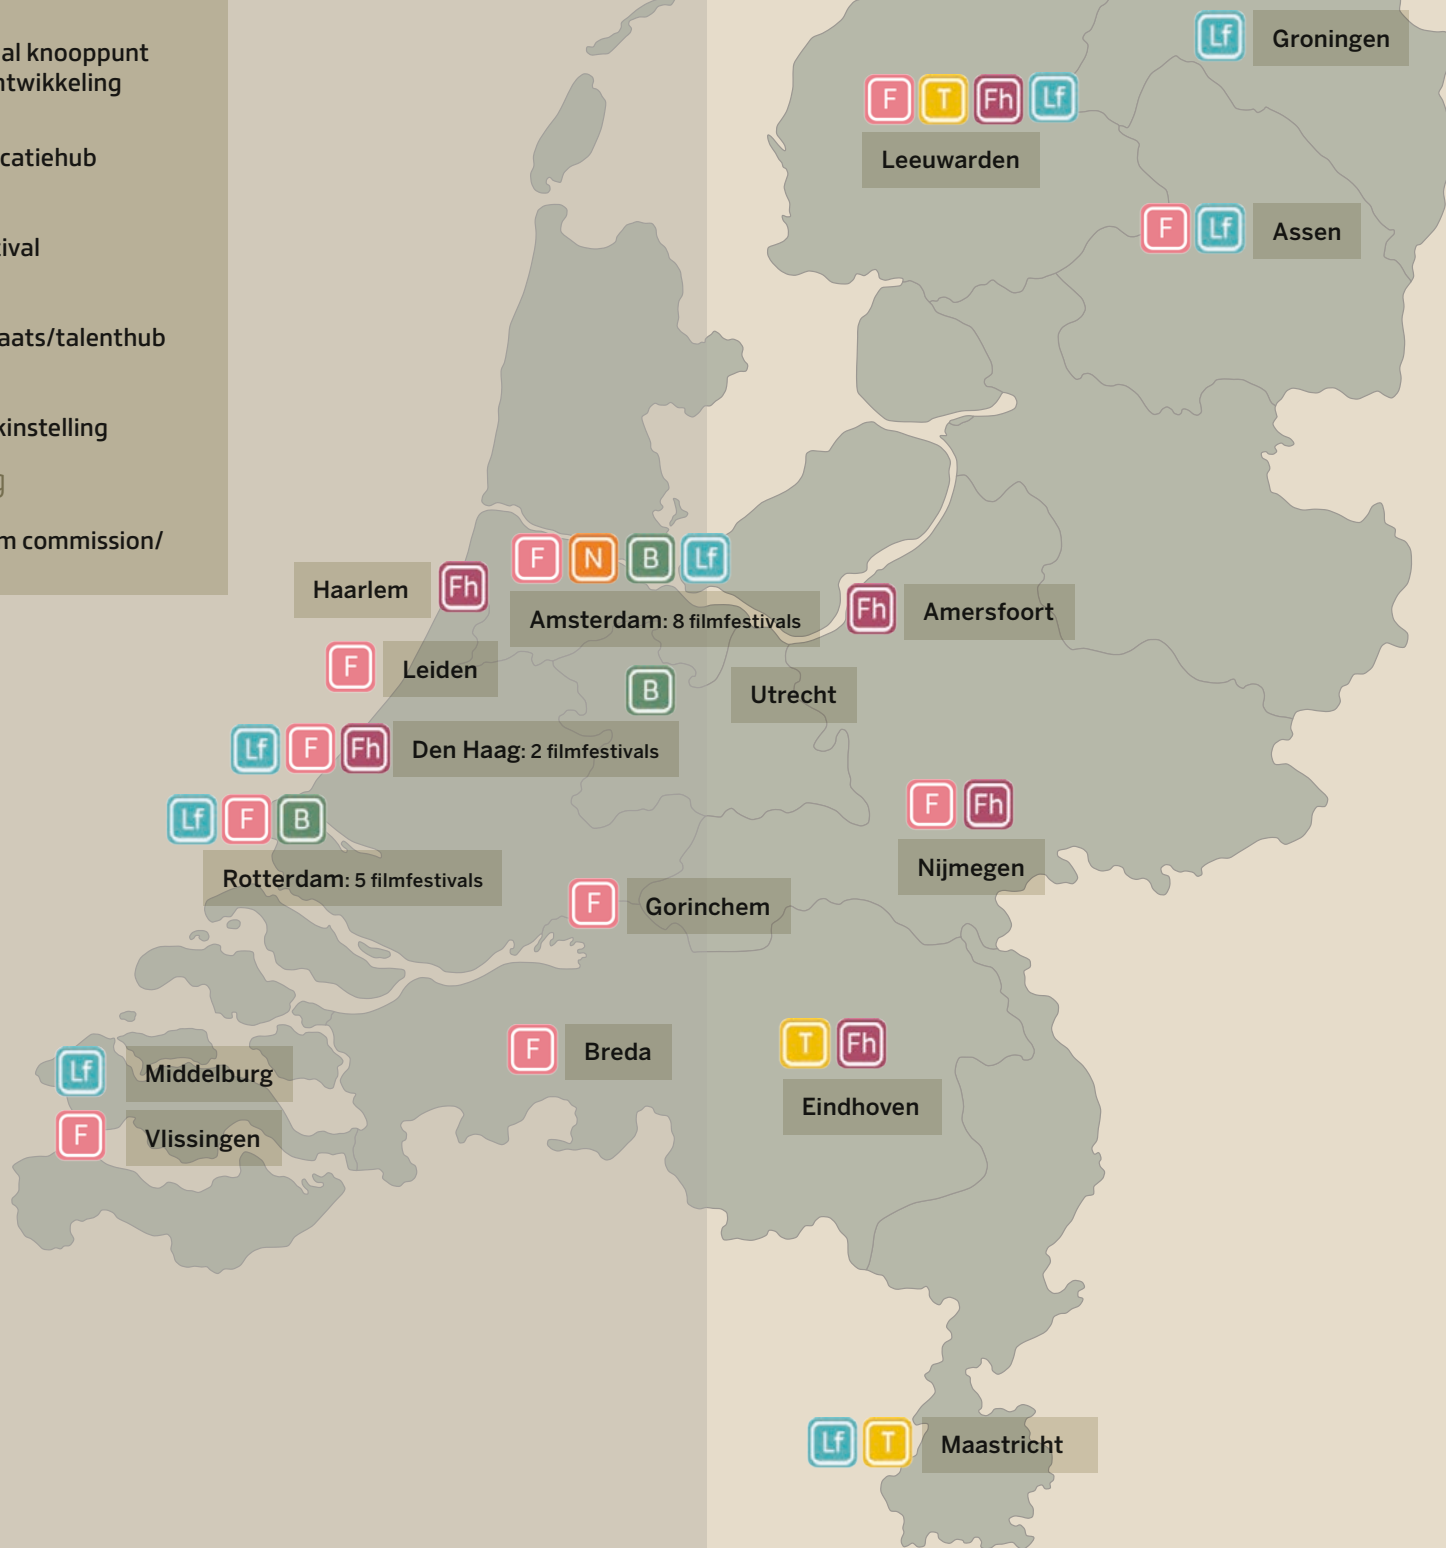 al knooppunt
ntwikkeling
catiehub
tival
aats/talenthub
kinstelling
g
m commission/
Lf Groningen
F T Fh Lf
Leeuwarden
F Lf Assen
F N B Lf
Haarlem Fh
Amsterdam: 8 filmfestivals
Fh Amersfoort
F Leiden
B Utrecht
Lf F Fh Den Haag: 2 filmfestivals
Lf F B
Rotterdam: 5 filmfestivals
F Fh
Nijmegen
F Gorinchem
F Breda
T Fh
Eindhoven
Lf Middelburg
F Vlissingen
Lf T Maastricht